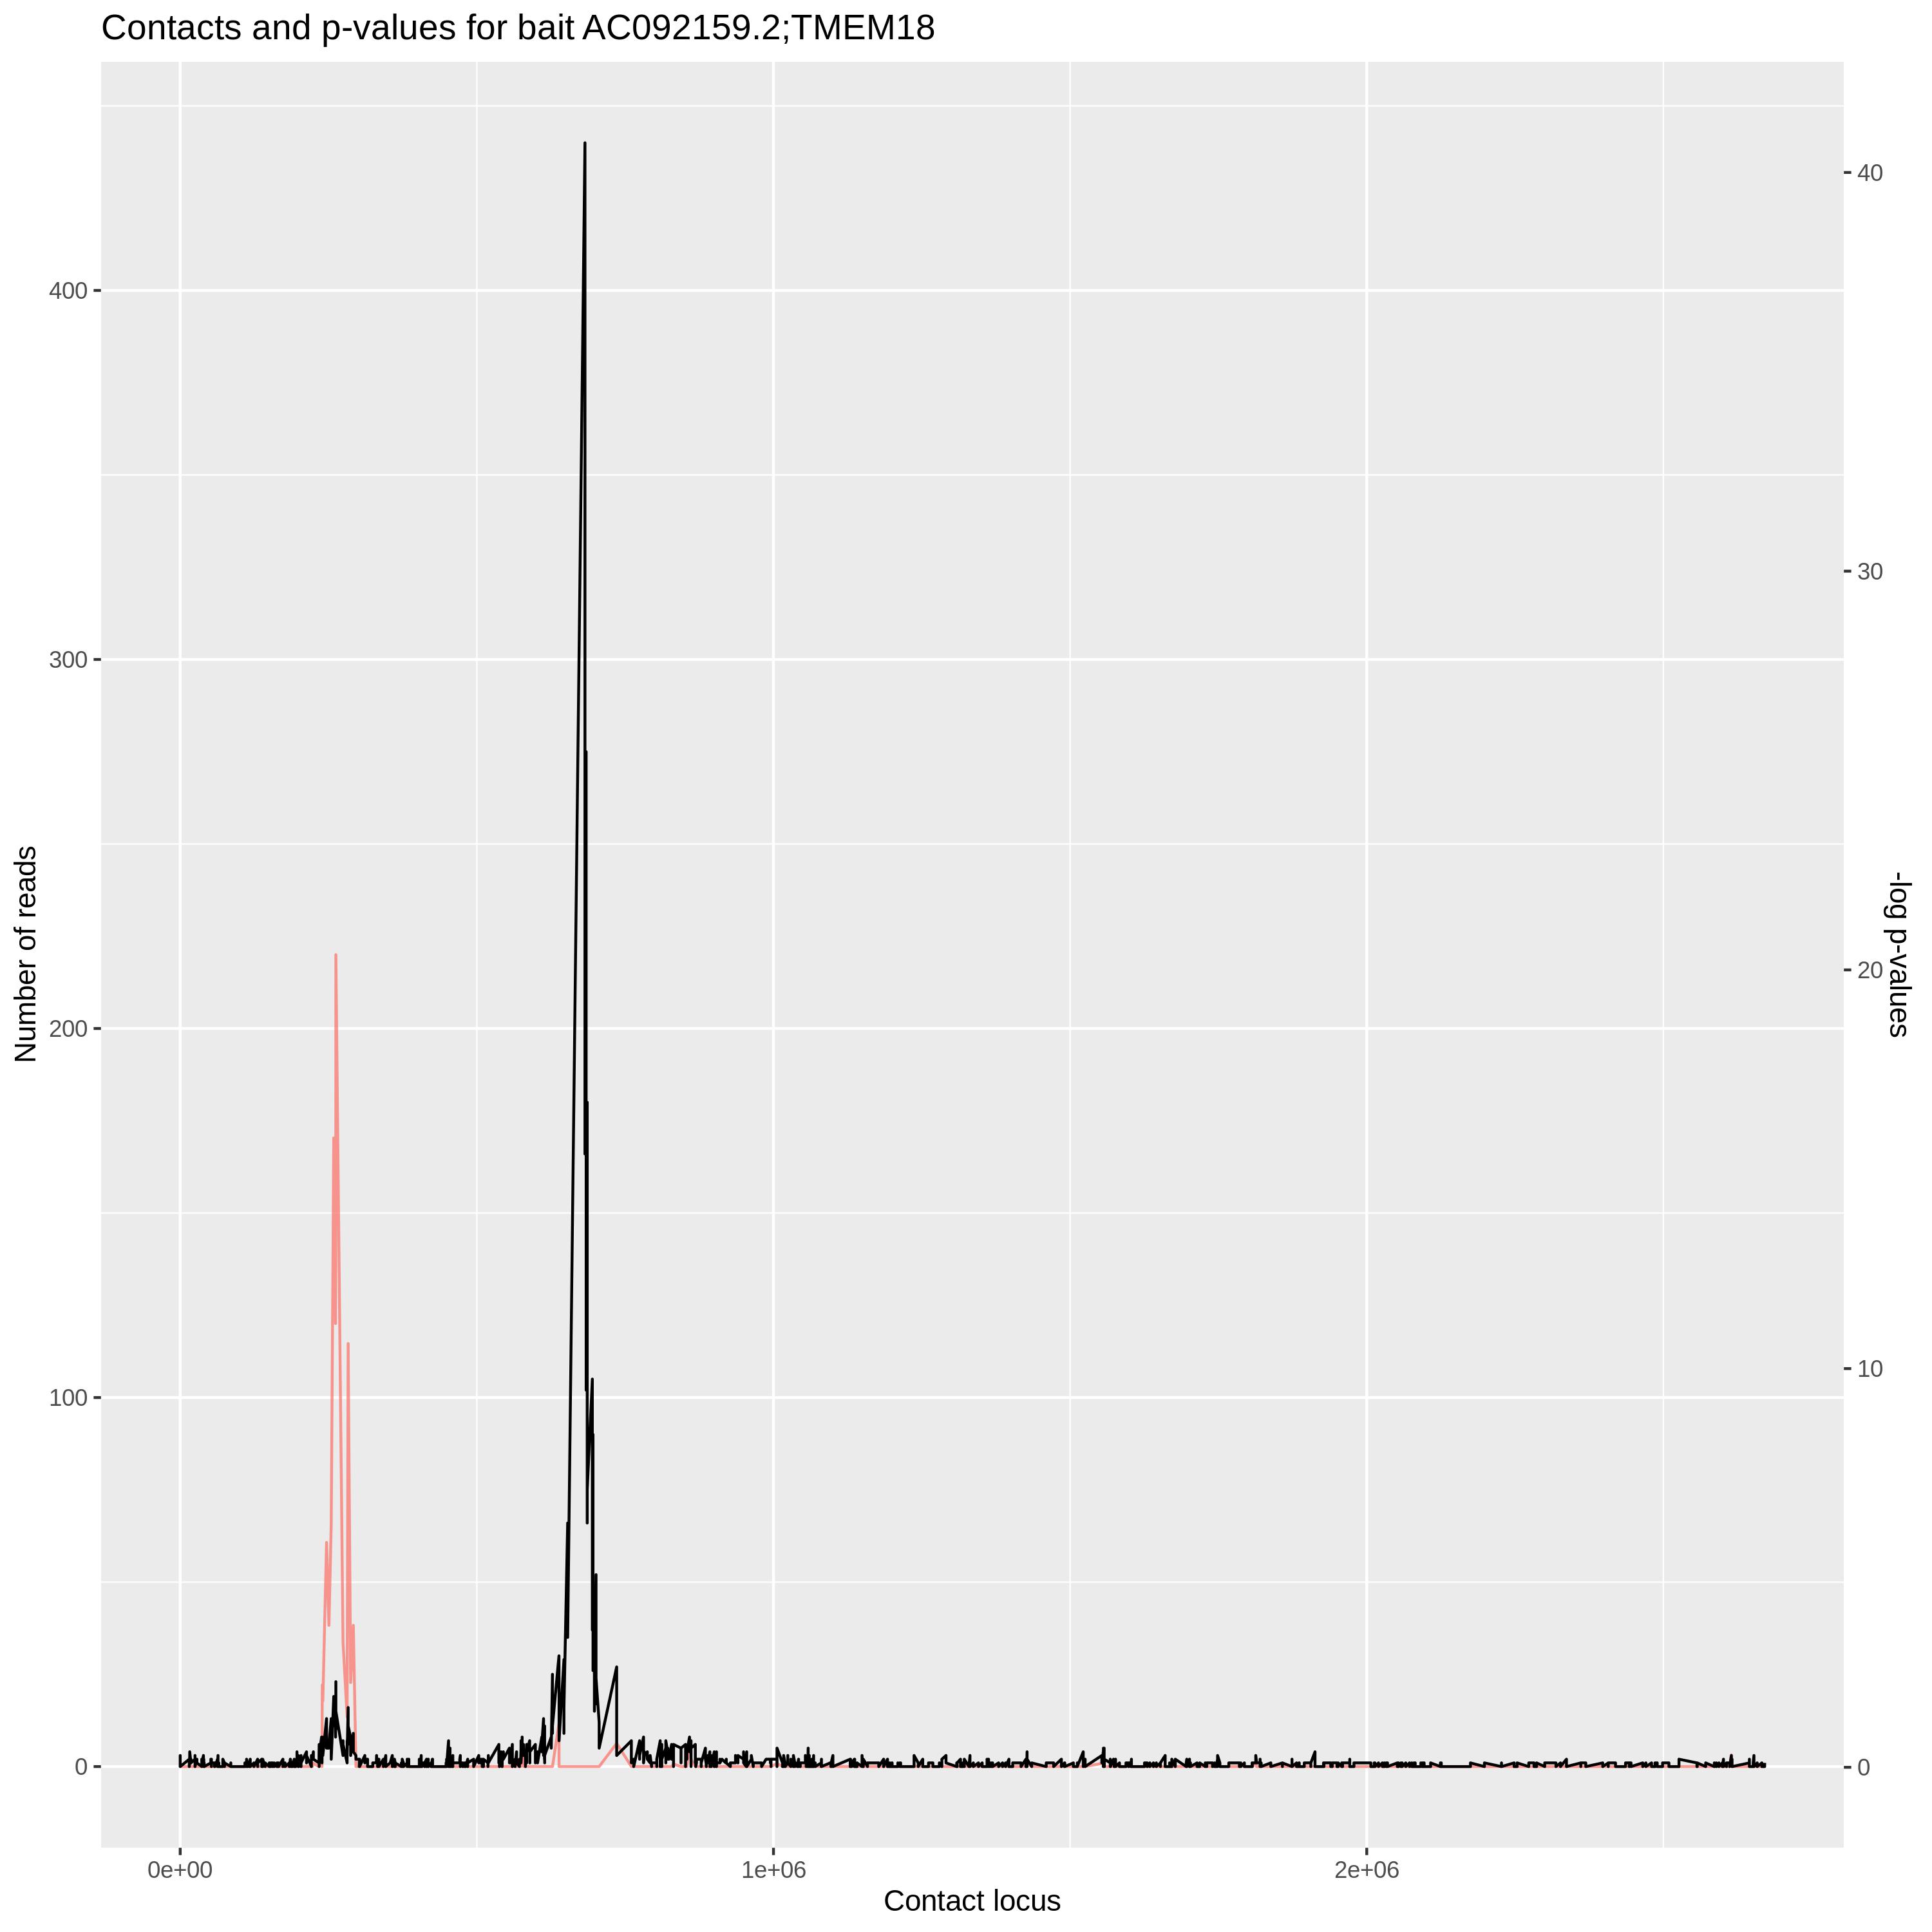 Contacts and p-values for bait AC092159.2;TMEM18
Number of reads
400
300
200
100
0
-log p-values
40
30
20
10
0
0e+00
1e+06
2e+06
Contact locus